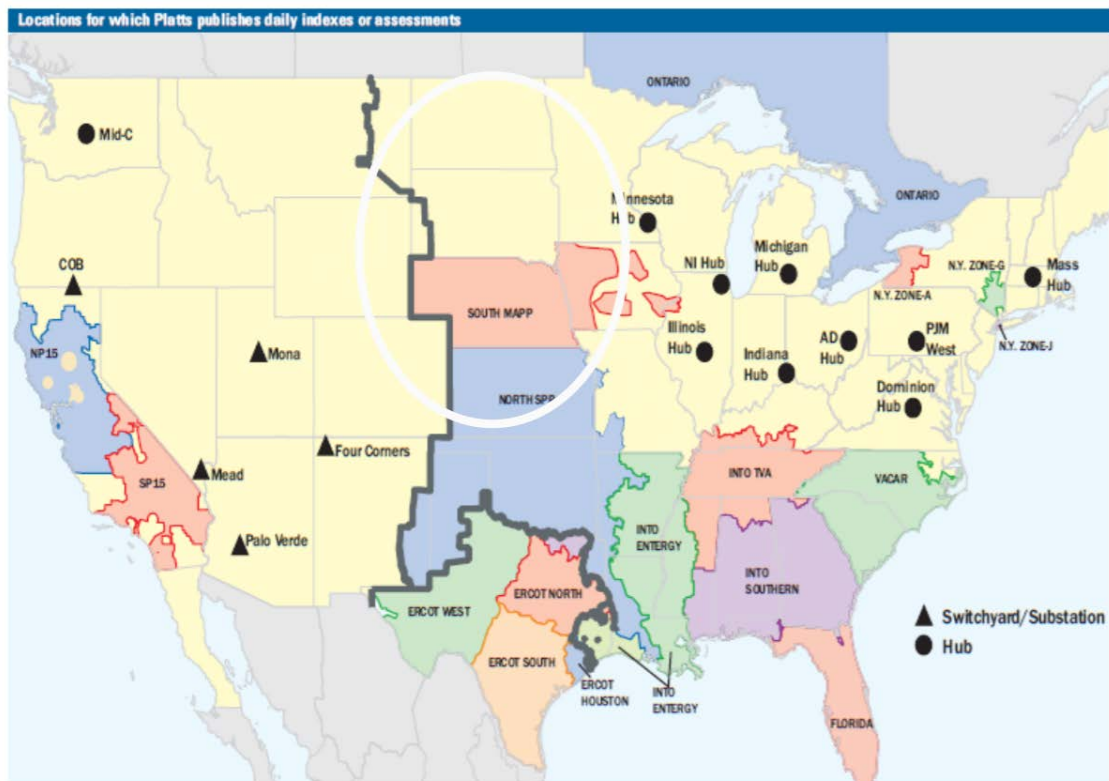 Locations for which Platts publishes daily indexes or assessments
ONTARIO
Mid-C
Minnesota
Hub
ONTARIO
Michigan
Hub
NI Hub
N.Y. ZONE-G
Mass
Hub
COB
N.Y. ZONE-A
SOUTH MAPP
NP15
Mona
Illinois
Hub
Indiana
Hub
AD
Hub
PJM
West
N.Y. ZONE-J
Dominion
Hub
NORTH SPP
Four Corners
Mead
SP15
INTO TVA
VACAR
Palo Verde
INTO
ENTERGY
INTO
SOUTHERN
ERCOT WEST
ERCOT NORTH
Switchyard/Substation
Hub
ERCOT SOUTH
ERCOT
HOUSTON
INTO
ENTERGY
FLORIDA